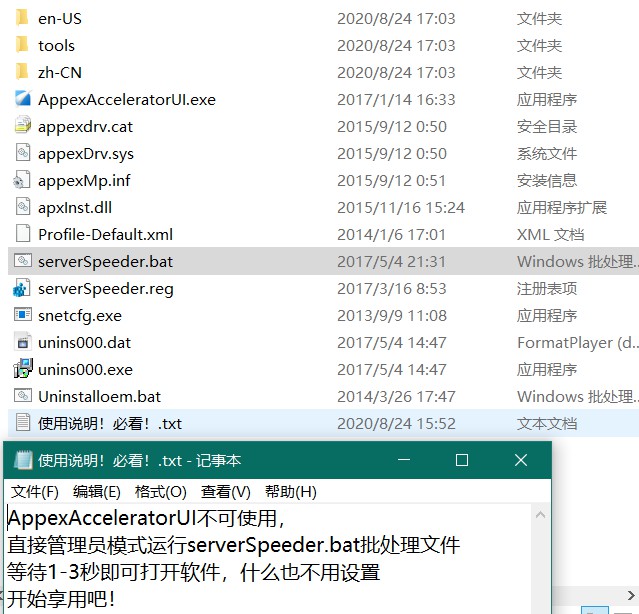 en-US 2020/8/24 17:03 文件夹
tools 2020/8/24 17:03 文件夹
zh-CN 2020/8/24 17:03 文件夹
AppexAcceleratorUI.exe 2017/1/14 16:33 应用程序
appexdrv.cat 2015/9/12 0:50 安全目录
appexDrv.sys 2015/9/12 0:50 系统文件
appexMp.inf 2015/9/12 0:51 安装信息
apxInst.dll 2015/11/16 15:24 应用程序扩展
Profile-Default.xml 2014/1/6 17:01 XML 文档
serverSpeeder.bat 2017/5/4 21:31 Windows 批处理...
serverSpeeder.reg 2017/3/16 8:53 注册表项
snetcfg.exe 2013/9/9 11:08 应用程序
unins000.dat 2017/5/4 14:47 FormatPlayer (d...
unins000.exe 2017/5/4 14:47 应用程序
Uninstalloem.bat 2014/3/26 17:47 Windows 批处理...
使用说明！必看！.txt 2020/8/24 15:52 文本文档
使用说明！必看！.txt - 记事本
文件(F) 编辑(E) 格式(O) 查看(V) 帮助(H)
AppexAcceleratorUI不可使用，
直接管理员模式运行serverSpeeder.bat批处理文件
等待1-3秒即可打开软件，什么也不用设置
开始享用吧！